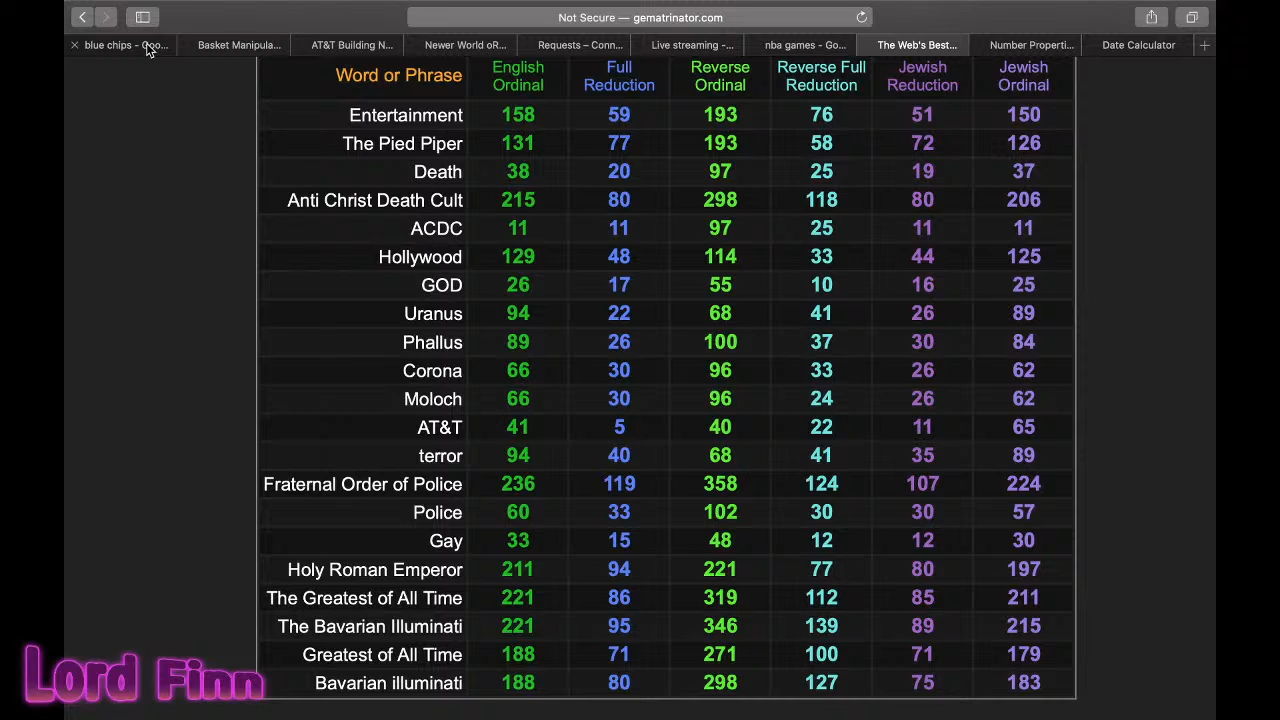 Not Secure — gematrinator.com
blue chips - Goo... Basket Manipula... AT&T Building N... Newer World oR... Requests – Conn... Live streaming -... nba games - Go... The Web's Best... Number Properti... Date Calculator
Word or Phrase English Ordinal Full Reduction Reverse Ordinal Reverse Full Reduction Jewish Reduction Jewish Ordinal
Entertainment 158 59 193 76 51 150
The Pied Piper 131 77 193 58 72 126
Death 38 20 97 25 19 37
Anti Christ Death Cult 215 80 298 118 80 206
ACDC 11 11 97 25 11 11
Hollywood 129 48 114 33 44 125
GOD 26 17 55 10 16 25
Uranus 94 22 68 41 26 89
Phallus 89 26 100 37 30 84
Corona 66 30 96 33 26 62
Moloch 66 30 96 24 26 62
AT&T 41 5 40 22 11 65
terror 94 40 68 41 35 89
Fraternal Order of Police 236 119 358 124 107 224
Police 60 33 102 30 30 57
Gay 33 15 48 12 12 30
Holy Roman Emperor 211 94 221 77 80 197
The Greatest of All Time 221 86 319 112 85 211
The Bavarian Illuminati 221 95 346 139 89 215
Greatest of All Time 188 71 271 100 71 179
Bavarian illuminati 188 80 298 127 75 183
Lord Finn